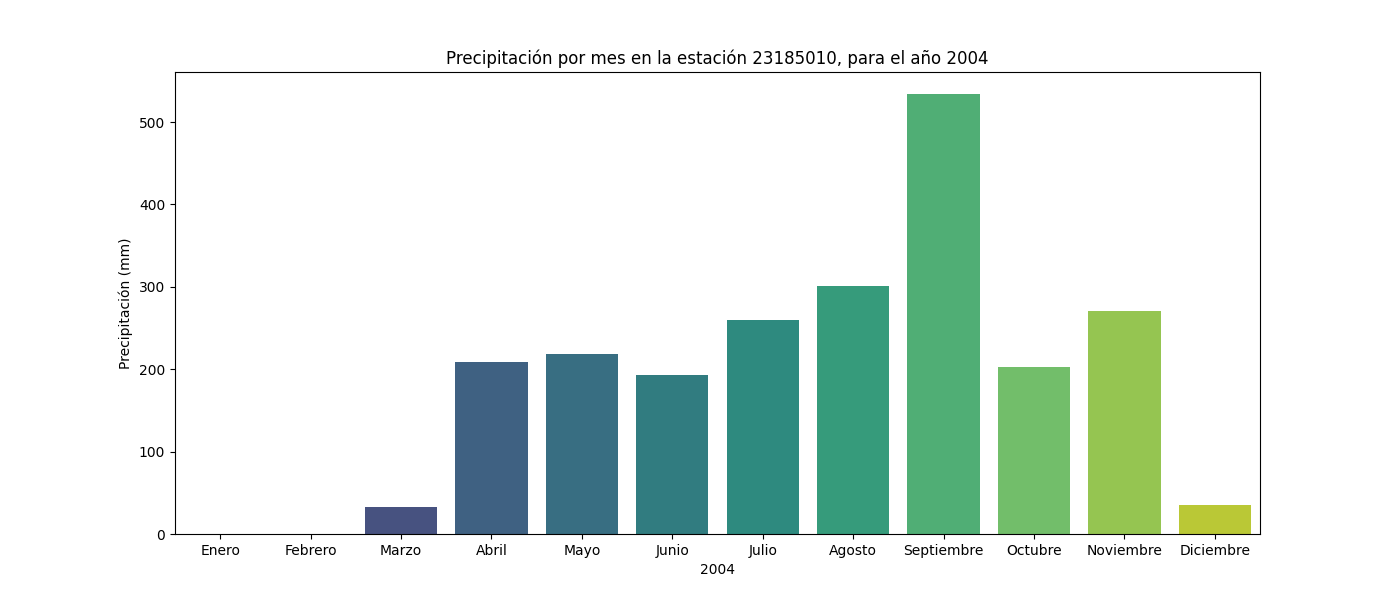 Precipitación por mes en la estación 23185010, para el año 2004
Precipitación (mm)
500
400
300
200
100
0
Enero Febrero Marzo Abril Mayo Junio Julio Agosto Septiembre Octubre Noviembre Diciembre
2004